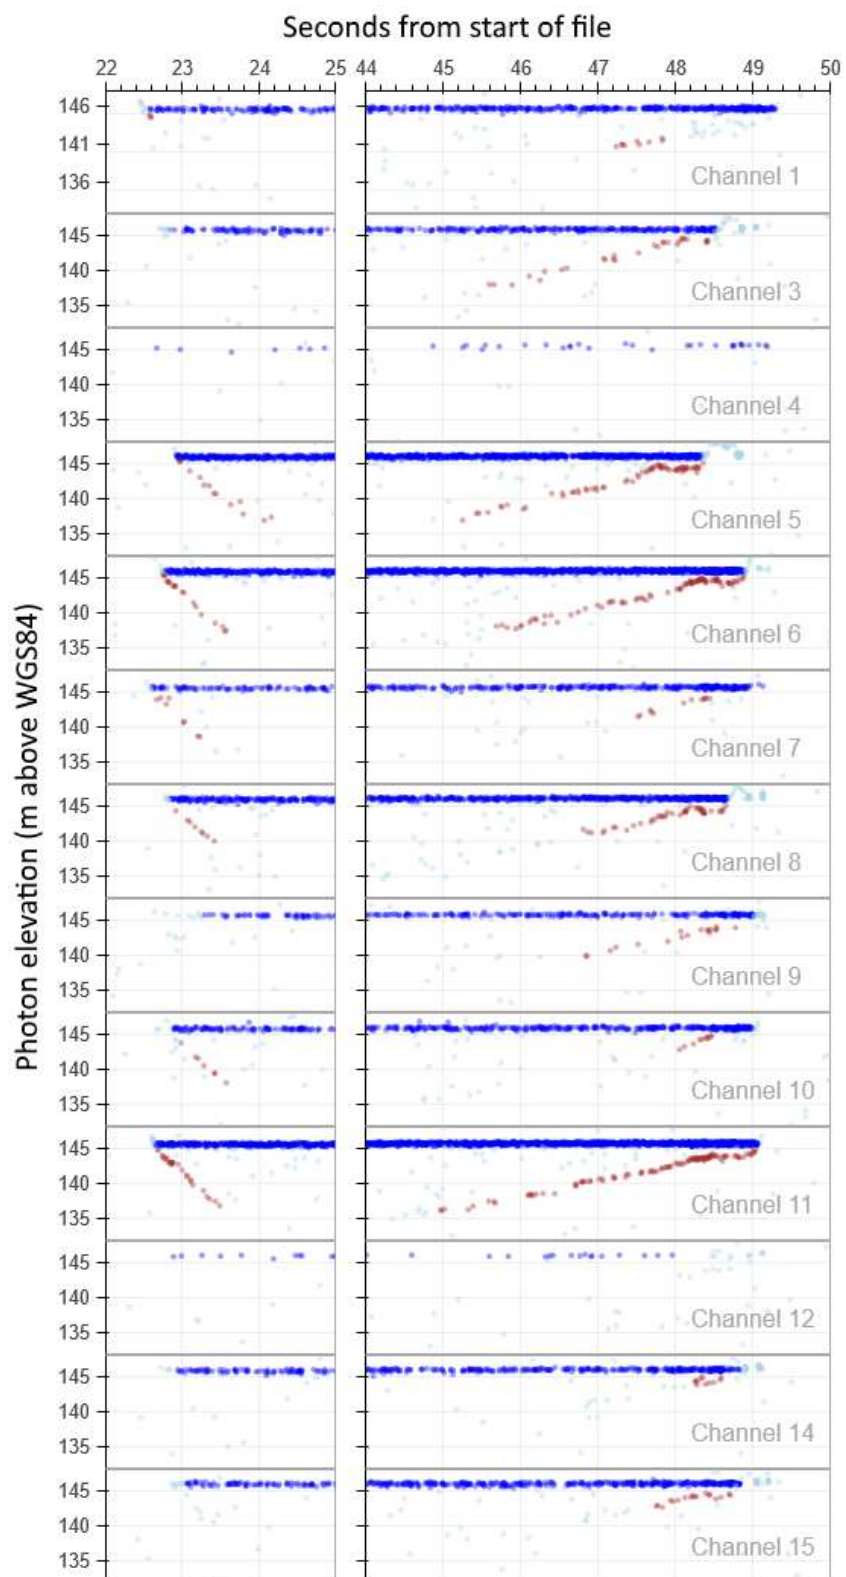 Seconds from start of file
22 23 24 25 44 45 46 47 48 49 50
146
141
136
Channel 1
145
140
135
Channel 3
145
140
135
Channel 4
145
140
135
Channel 5
145
140
135
Channel 6
145
140
135
Channel 7
145
140
135
Channel 8
145
140
135
Channel 9
145
140
135
Channel 10
145
140
135
Channel 11
145
140
135
Channel 12
145
140
135
Channel 14
145
140
135
Channel 15
Photon elevation (m above WGS84)